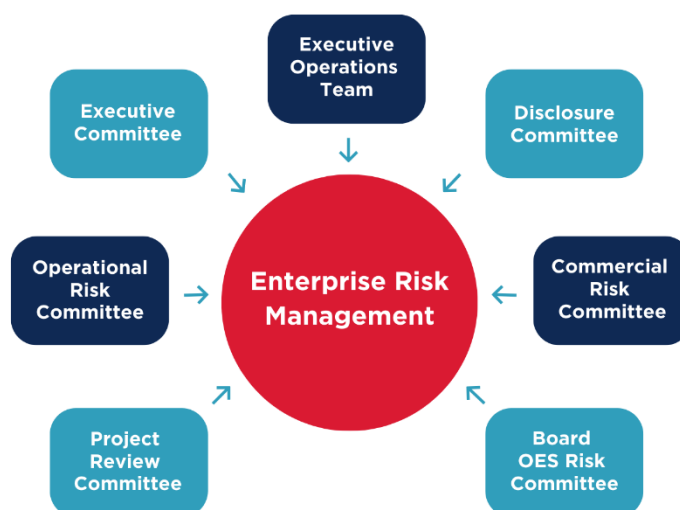 Executive
Operations
Team
Executive
Committee
Disclosure
Committee
Operational
Risk
Committee
Enterprise Risk
Management
Commercial
Risk
Committee
Project
Review
Committee
Board
OES Risk
Committee